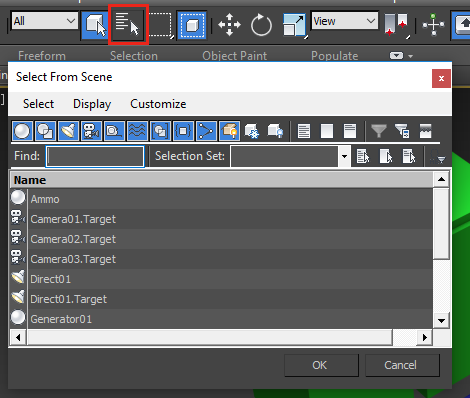 All
View
Freeform Selection Object Paint Populate
Select From Scene
x
Select Display Customize
Find: Selection Set:
Name
Ammo
Camera01.Target
Camera02.Target
Camera03.Target
Direct01
Direct01.Target
Generator01
OK Cancel